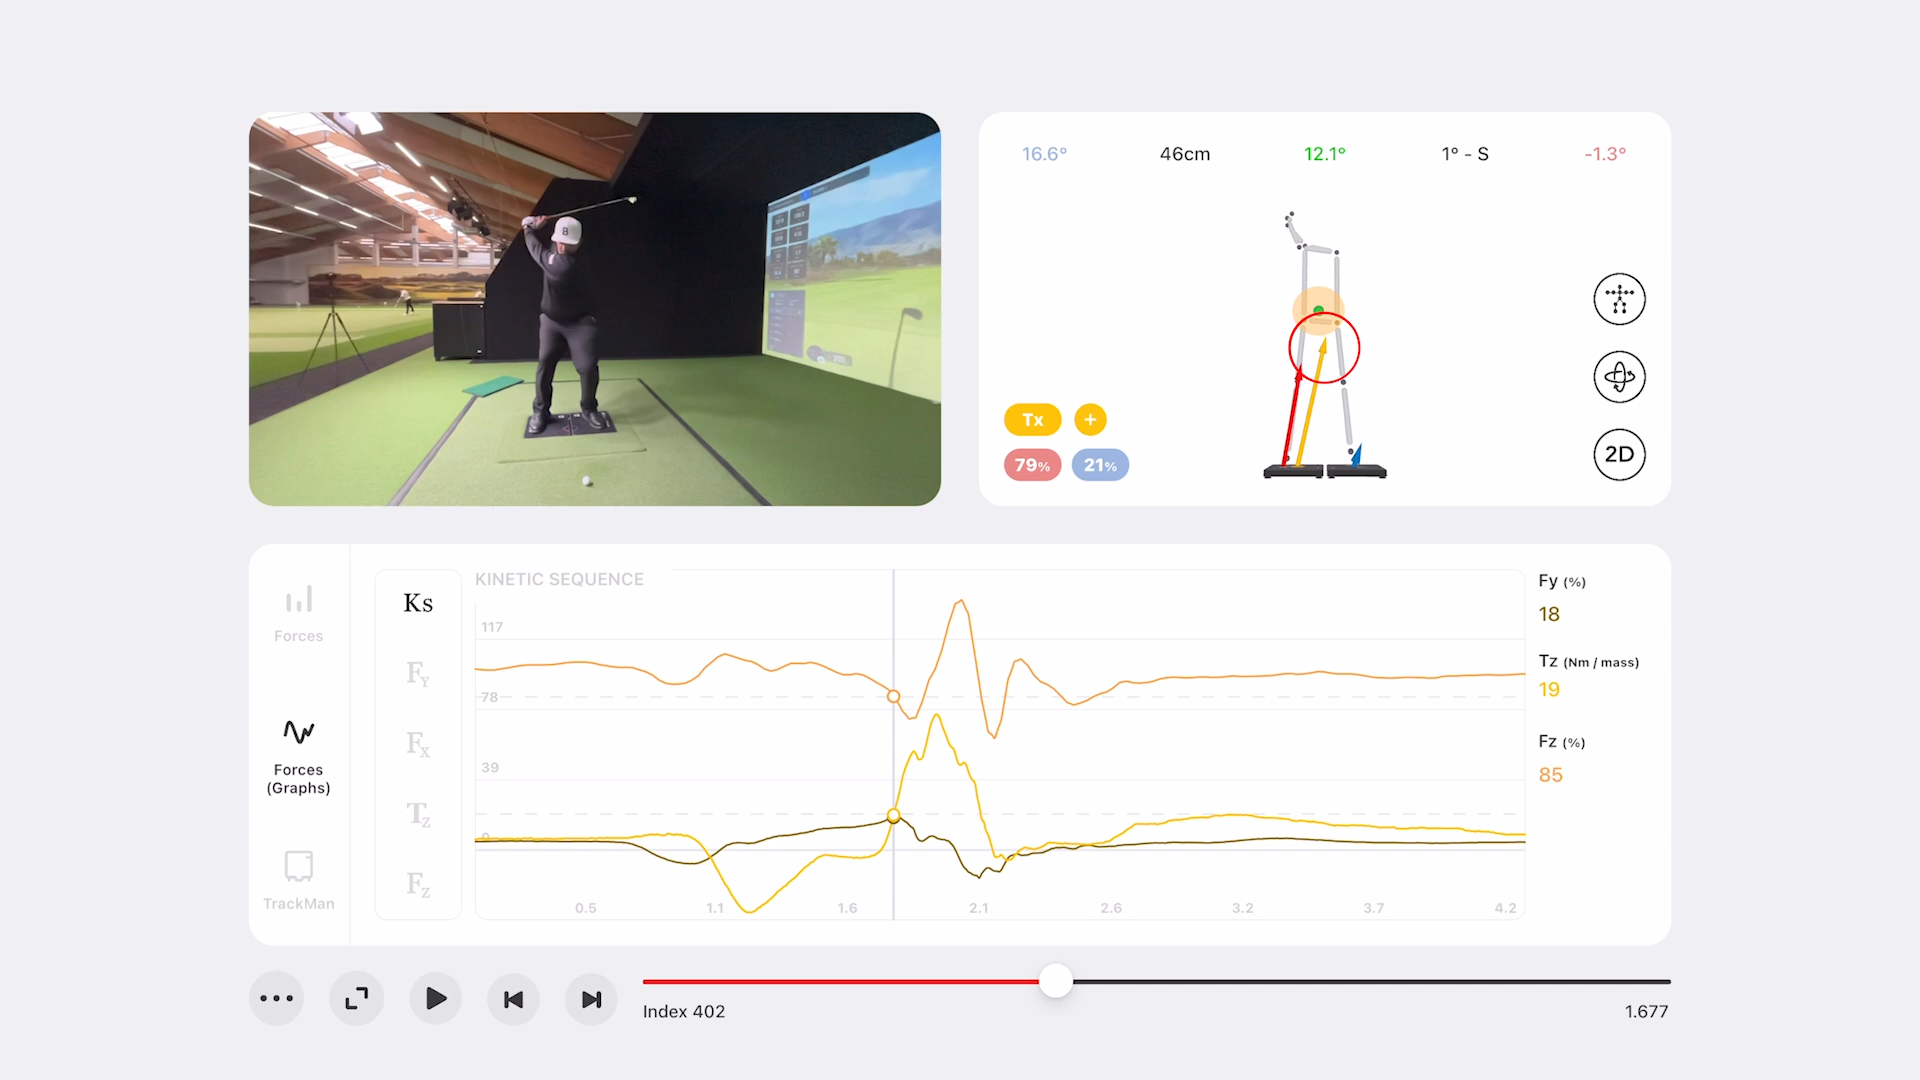 B
16.6° 46cm 12.1° 1° - S -1.3°
Tx +
79% 21%
2D
Forces
Forces
(Graphs)
TrackMan
Ks
FY
FX
TZ
FZ
KINETIC SEQUENCE
117
78
39
0
0.5 1.1 1.6 2.1 2.6 3.2 3.7 4.2
Fy (%)
18
Tz (Nm / mass)
19
Fz (%)
85
Index 402
1.677